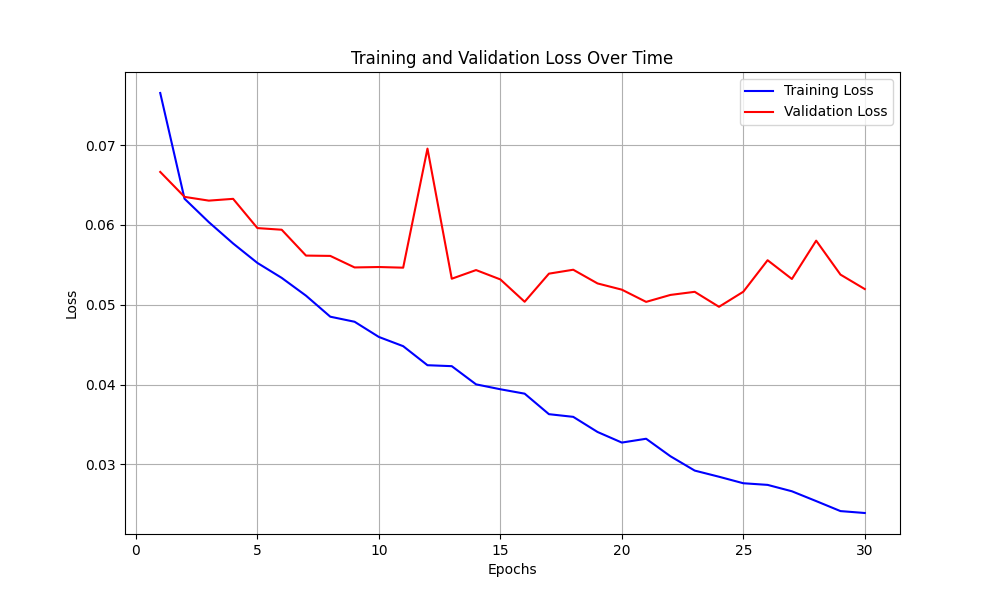 Training and Validation Loss Over Time
Training Loss
Validation Loss
Loss
0.07
0.06
0.05
0.04
0.03
0 5 10 15 20 25 30
Epochs